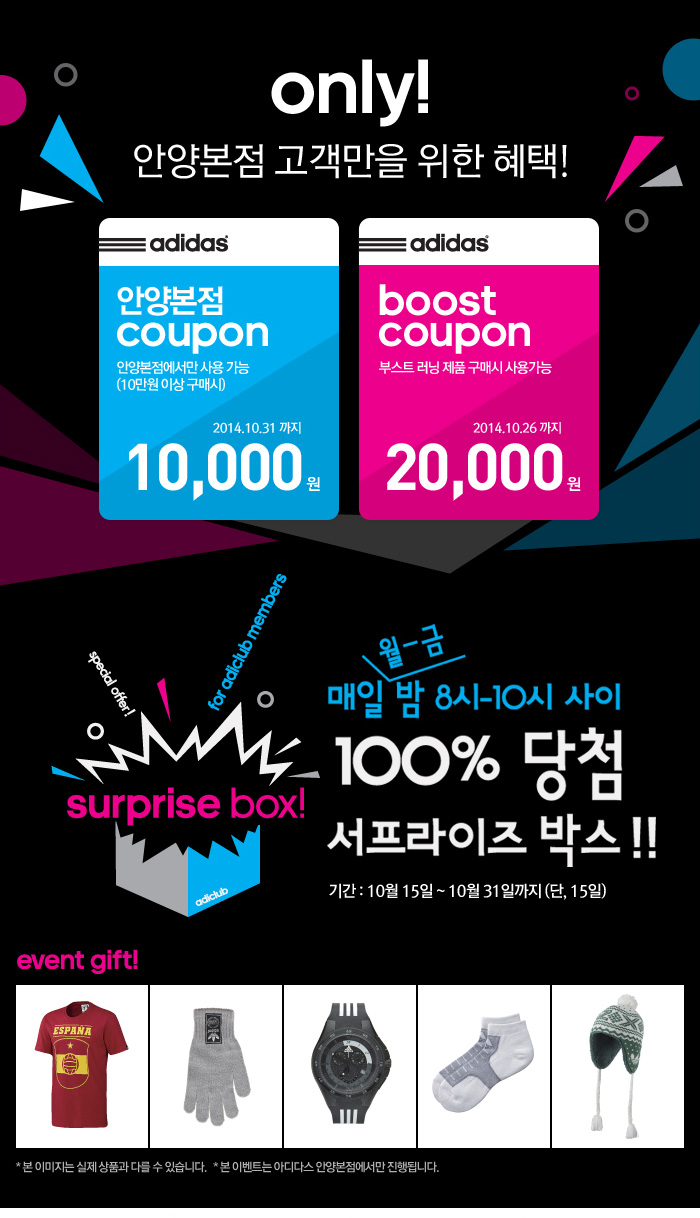 only!
안양본점 고객만을 위한 혜택!
adidas
안양본점
coupon
안양본점에서만 사용 가능
(10만원 이상 구매시)
2014.10.31 까지
10,000 원
adidas
boost
coupon
부스트 러닝 제품 구매시 사용가능
2014.10.26 까지
20,000 원
special offer!
for adiclub members
surprise box!
adiclub
월-금
매일 밤 8시-10시 사이
100% 당첨
서프라이즈 박스!!
기간 : 10월 15일 ~ 10월 31일까지 (단, 15일)
event gift!
ESPAÑA
* 본 이미지는 실제 상품과 다를 수 있습니다. * 본 이벤트는 아디다스 안양본점에서만 진행됩니다.